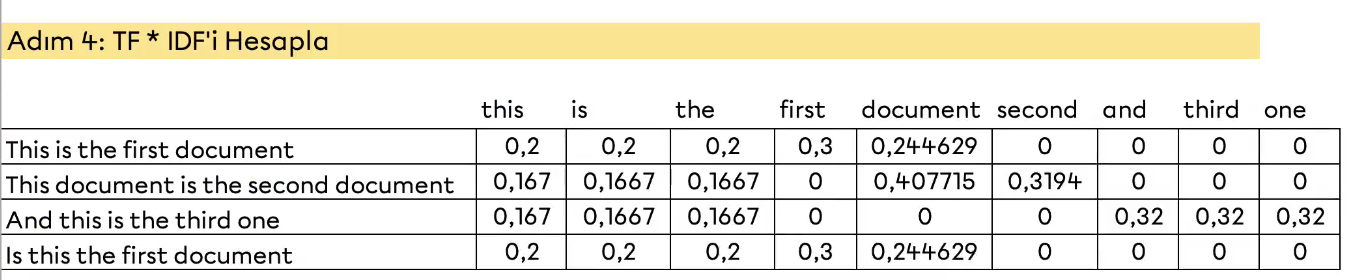 Adım 4: TF * IDF'i Hesapla
this is the first document second and third one
This is the first document 0,2 0,2 0,2 0,3 0,244629 0 0 0 0
This document is the second document 0,167 0,1667 0,1667 0 0,407715 0,3194 0 0 0
And this is the third one 0,167 0,1667 0,1667 0 0 0 0,32 0,32 0,32
Is this the first document 0,2 0,2 0,2 0,3 0,244629 0 0 0 0